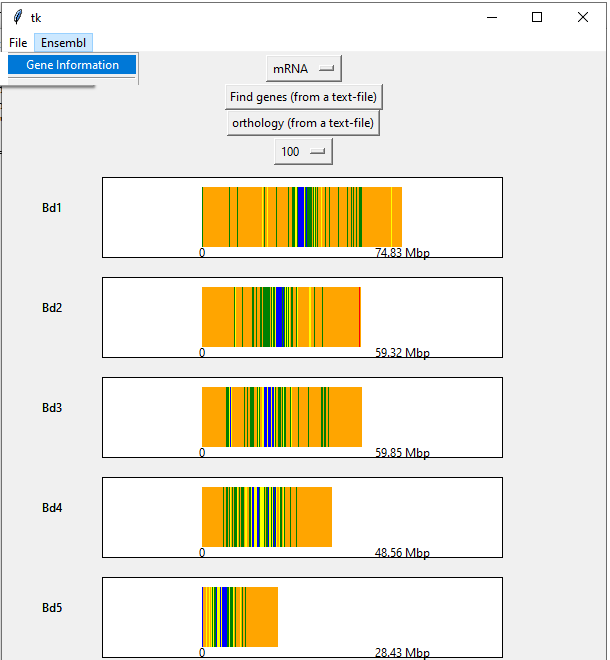 tk
File Ensembl
Gene Information
mRNA
Find genes (from a text-file)
orthology (from a text-file)
100
Bd1
0 74.83 Mbp
Bd2
0 59.32 Mbp
Bd3
0 59.85 Mbp
Bd4
0 48.56 Mbp
Bd5
0 28.43 Mbp